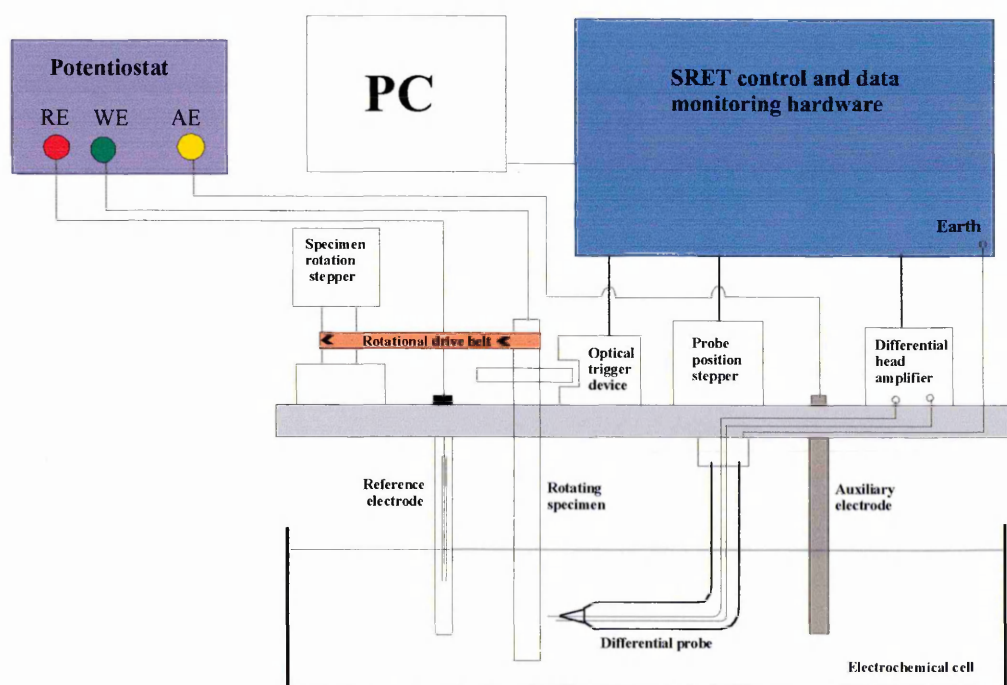 Potentiostat
RE WE AE
PC
SRET control and data
monitoring hardware
Earth
Specimen
rotation
stepper
Rotational drive belt
Optical
trigger
device
Probe
position
stepper
Differential
head
amplifier
Reference
electrode
Rotating
specimen
Auxiliary
electrode
Differential probe
Electrochemical cell